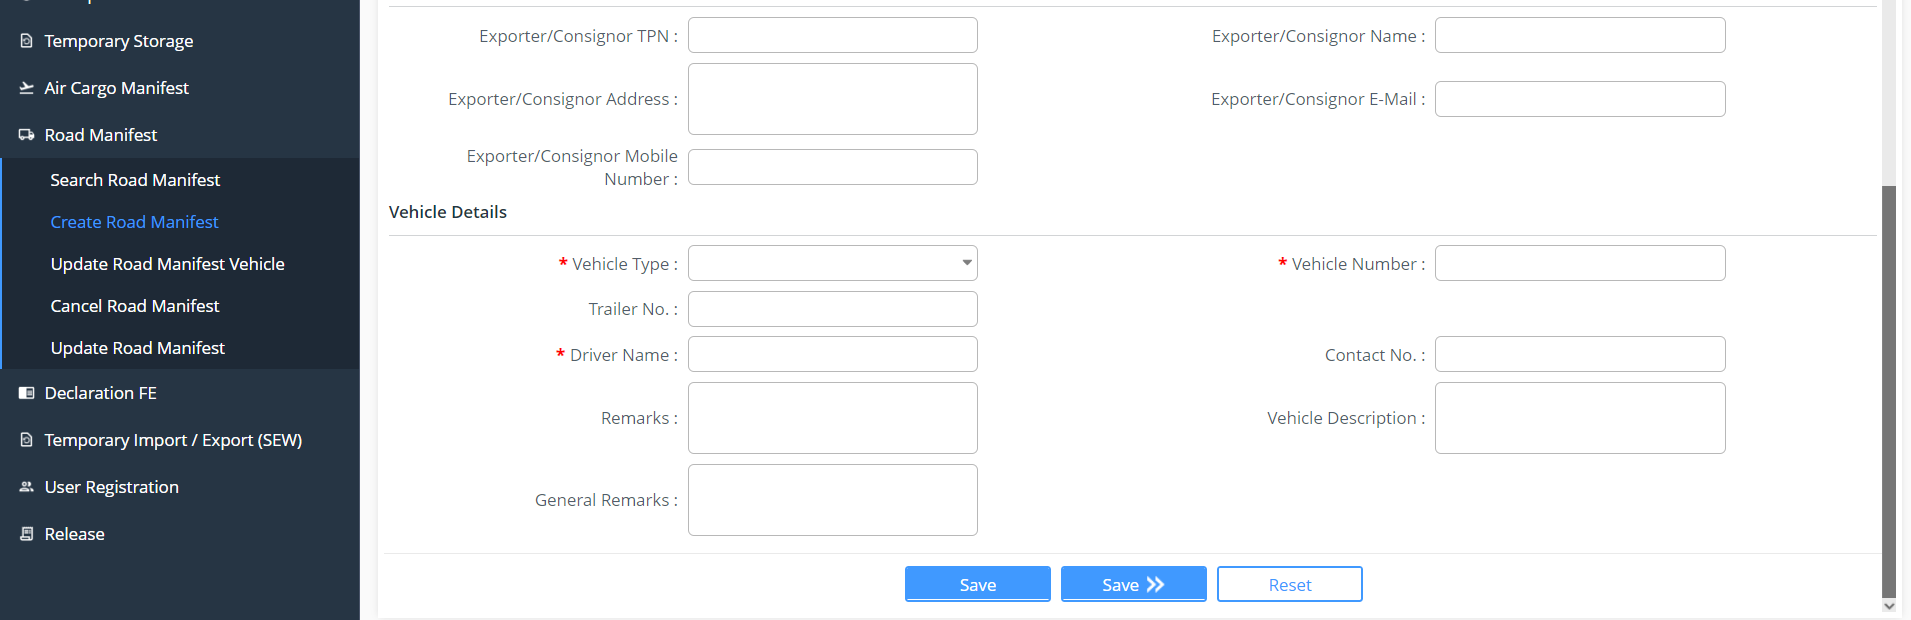 Temporary Storage
Air Cargo Manifest
Road Manifest
Search Road Manifest
Create Road Manifest
Update Road Manifest Vehicle
Cancel Road Manifest
Update Road Manifest
Declaration FE
Temporary Import / Export (SEW)
User Registration
Release
Exporter/Consignor TPN :
Exporter/Consignor Name :
Exporter/Consignor Address :
Exporter/Consignor E-Mail :
Exporter/Consignor Mobile
Number :
Vehicle Details
* Vehicle Type :
* Vehicle Number :
Trailer No. :
* Driver Name :
Contact No. :
Remarks :
Vehicle Description :
General Remarks :
Save
Save
Reset